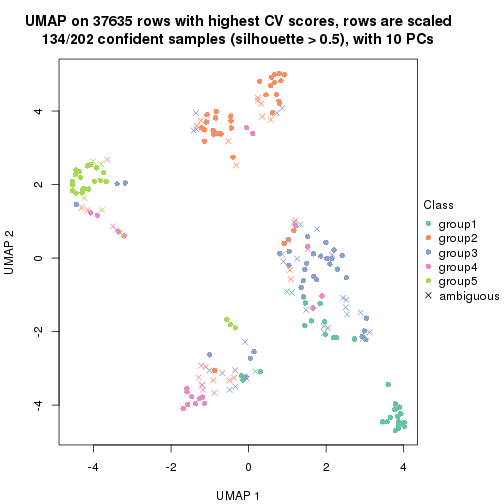 UMAP on 37635 rows with highest CV scores, rows are scaled
134/202 confident samples (silhouette > 0.5), with 10 PCs
4
2
0
-2
-4
UMAP 2
-4
-2
0
2
4
UMAP 1
Class
group1
group2
group3
group4
group5
ambiguous